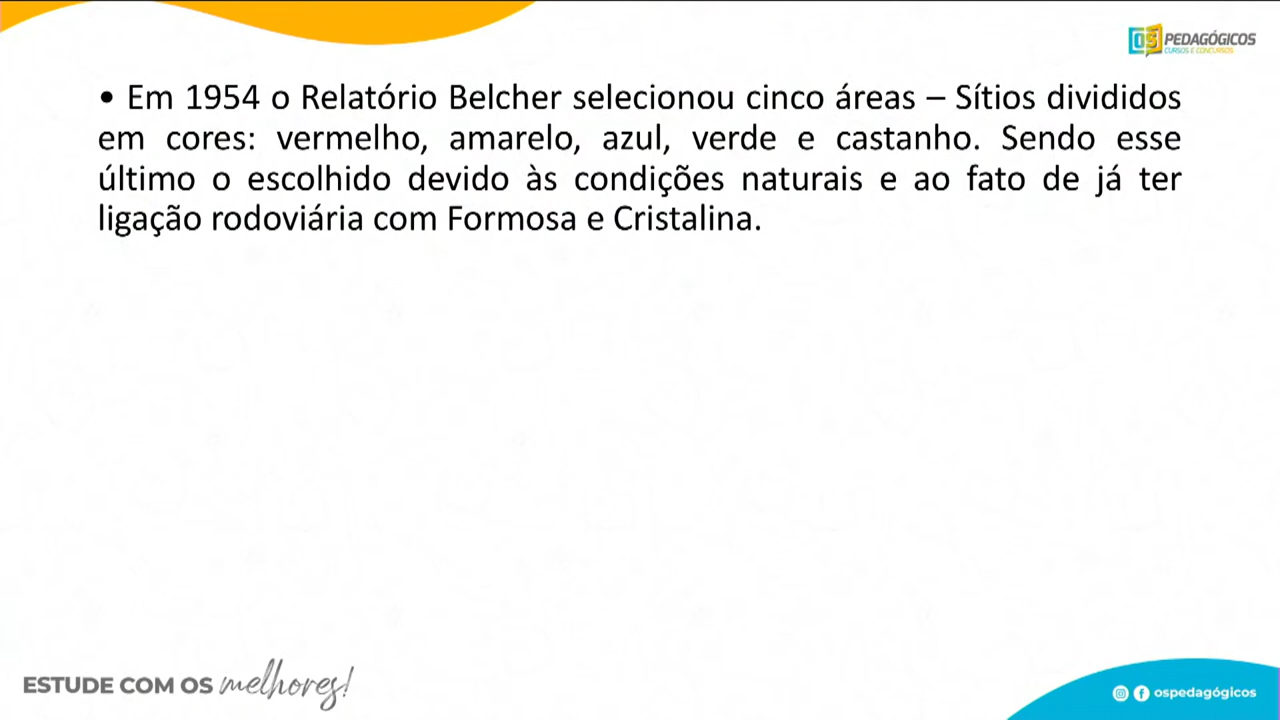 OS PEDAGÓGICOS
CURSOS E CONCURSOS
• Em 1954 o Relatório Belcher selecionou cinco áreas – Sítios divididos
em cores: vermelho, amarelo, azul, verde e castanho. Sendo esse
último o escolhido devido às condições naturais e ao fato de já ter
ligação rodoviária com Formosa e Cristalina.
ESTUDE COM OS melhores!
ospedagógicos